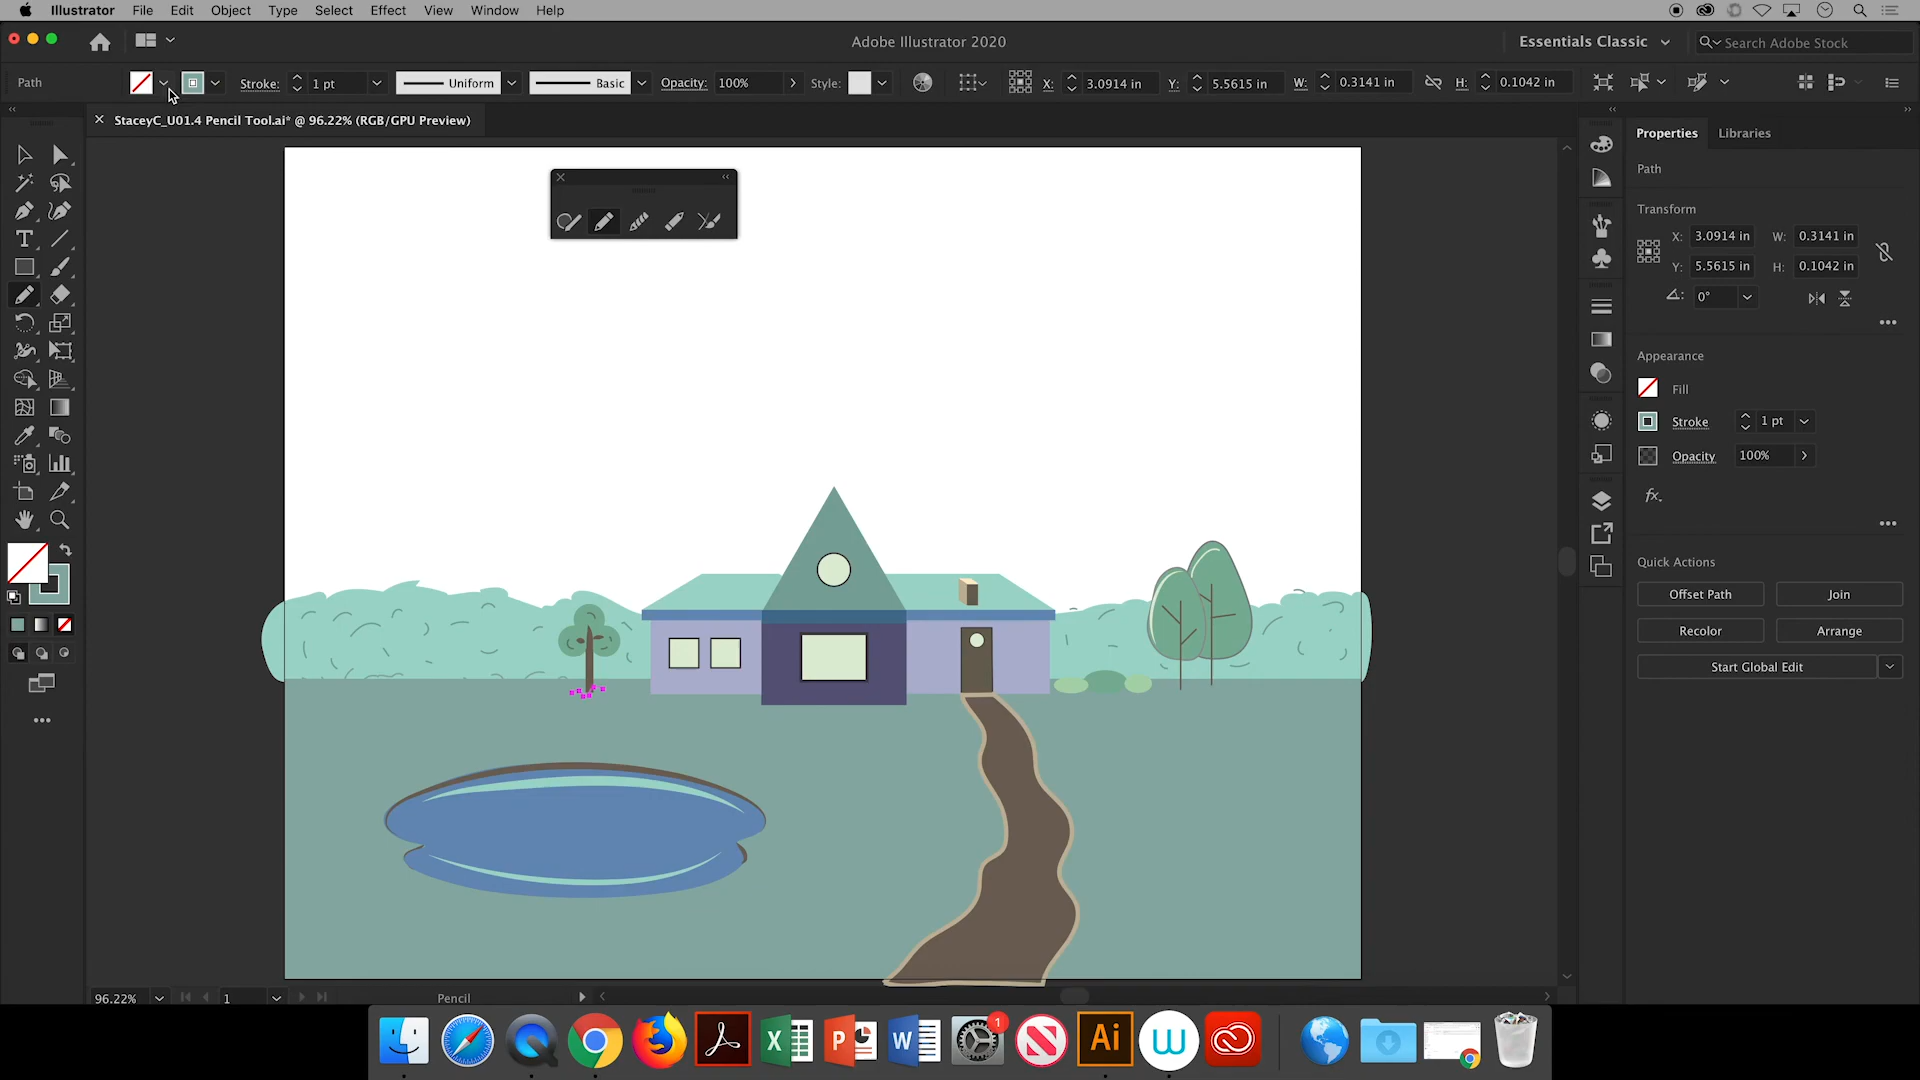 Illustrator File Edit Object Type Select Effect View Window Help
Adobe Illustrator 2020
Essentials Classic
Search Adobe Stock
Path
Stroke: 1 pt Uniform Basic Opacity: 100% Style: X: 3.0914 in Y: 5.5615 in W: 0.3141 in H: 0.1042 in
StaceyC_U01.4 Pencil Tool.ai* @ 96.22% (RGB/GPU Preview)
Properties Libraries
Path
Transform
X: 3.0914 in W: 0.3141 in
Y: 5.5615 in H: 0.1042 in
0°
Appearance
Fill
Stroke 1 pt
Opacity 100%
fx.
Quick Actions
Offset Path Join
Recolor Arrange
Start Global Edit
96.22% 1 Pencil
1
X P W Ai